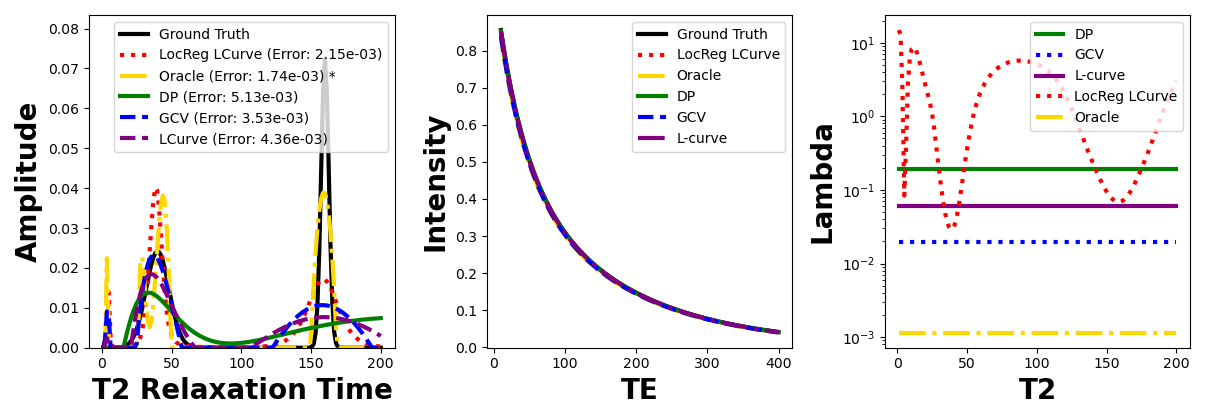 Amplitude
0.08
0.07
0.06
0.05
0.04
0.03
0.02
0.01
0.00
Ground Truth
LocReg LCurve (Error: 2.15e-03)
Oracle (Error: 1.74e-03) *
DP (Error: 5.13e-03)
GCV (Error: 3.53e-03)
LCurve (Error: 4.36e-03)
0 50 100 150 200
T2 Relaxation Time
Intensity
0.8
0.7
0.6
0.5
0.4
0.3
0.2
0.1
0.0
Ground Truth
LocReg LCurve
Oracle
DP
GCV
L-curve
0 100 200 300 400
TE
Lambda
10¹
10⁰
10⁻¹
10⁻²
10⁻³
DP
GCV
L-curve
LocReg LCurve
Oracle
0 50 100 150 200
T2